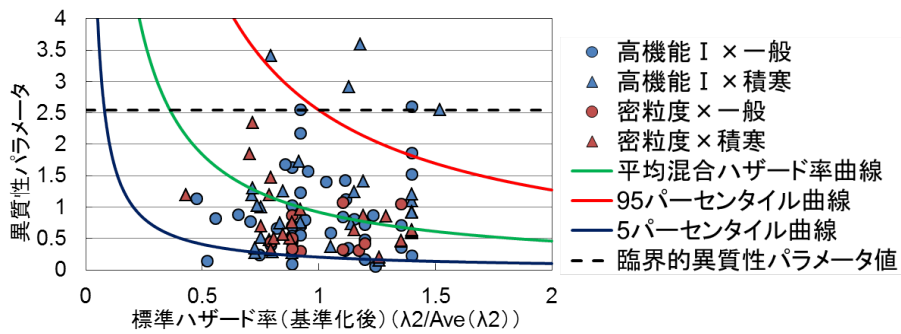 4
3.5
3
2.5
2
1.5
1
0.5
0
異質性パラメータ
0 0.5 1 1.5 2
標準ハザード率(基準化後)(λ2/Ave(λ2))
高機能Ⅰ×一般
高機能Ⅰ×積寒
密粒度×一般
密粒度×積寒
平均混合ハザード率曲線
95パーセンタイル曲線
5パーセンタイル曲線
臨界的異質性パラメータ値